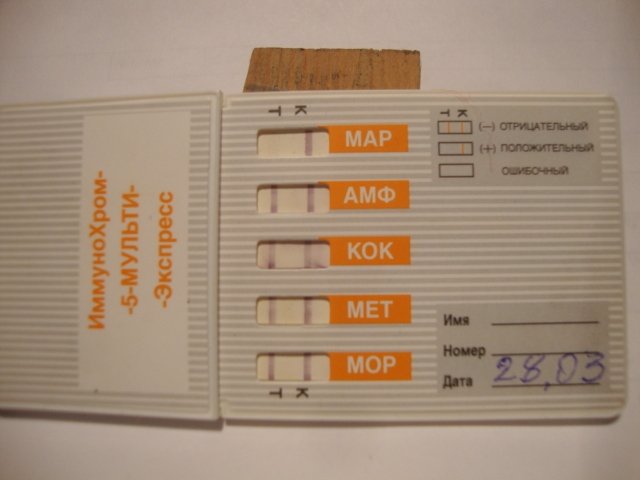 ИммуноХром-
-5-МУЛЬТИ-
-Экспресс
Т К
МАР
АМФ
КОК
МЕТ
МОР
Т К
Т К
(—) ОТРИЦАТЕЛЬНЫЙ
(+) ПОЛОЖИТЕЛЬНЫЙ
ОШИБОЧНЫЙ
Имя
Номер
Дата 28,03